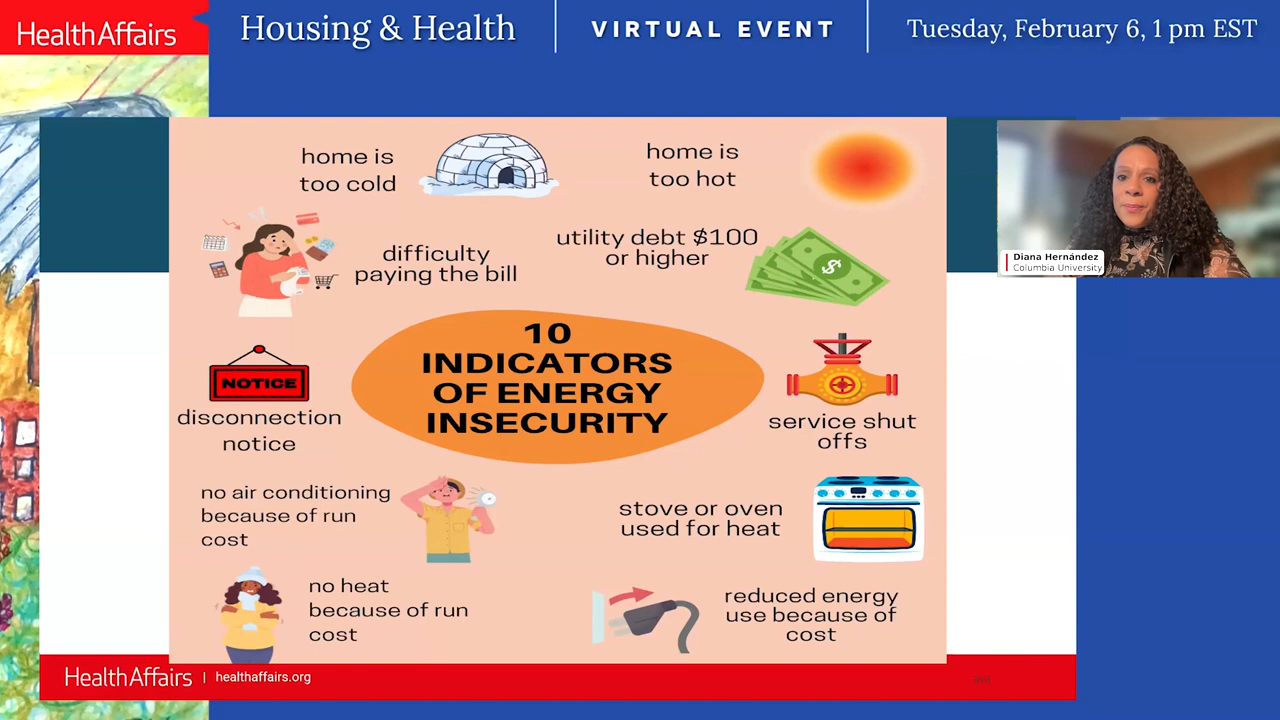 HealthAffairs
Housing & Health
VIRTUAL EVENT
Tuesday, February 6, 1 pm EST
home is
too cold
home is
too hot
difficulty
paying the bill
utility debt $100
or higher
$
Diana Hernández
Columbia University
10
INDICATORS
OF ENERGY
INSECURITY
NOTICE
disconnection
notice
service shut
offs
no air conditioning
because of run
cost
stove or oven
used for heat
no heat
because of run
cost
reduced energy
use because of
cost
HealthAffairs | healthaffairs.org